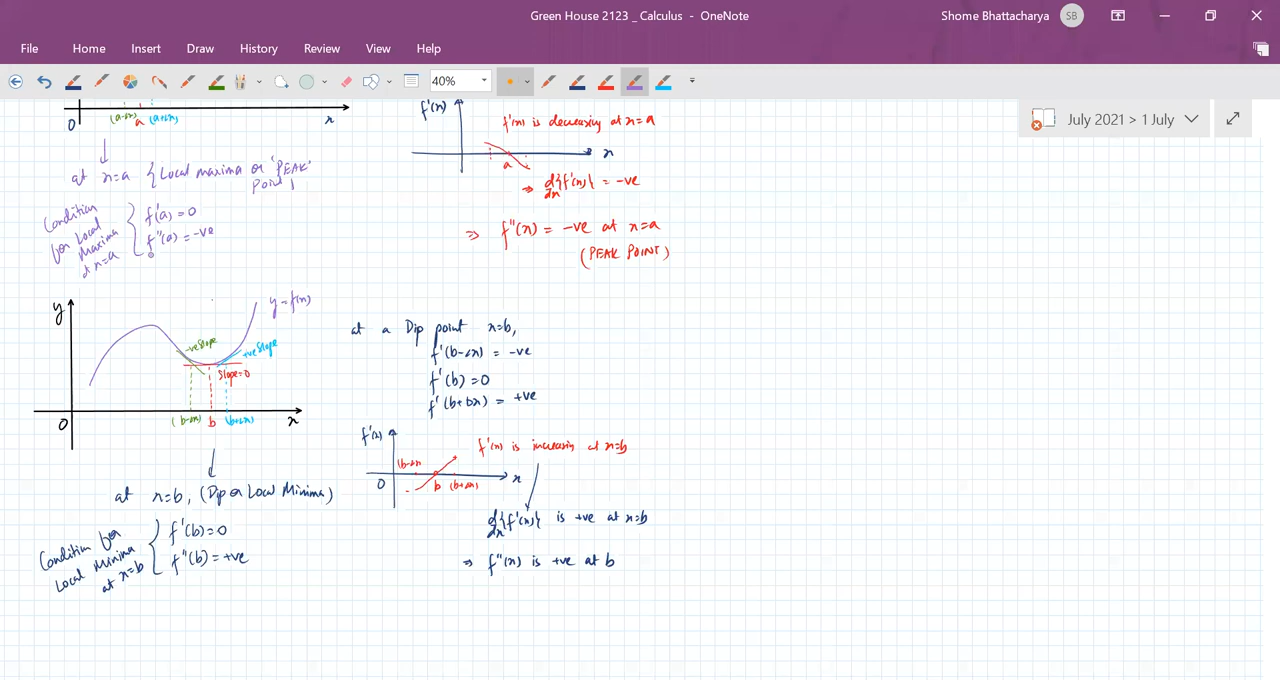 Green House 2123 _ Calculus - OneNote
Shome Bhattacharya
SB
File Home Insert Draw History Review View Help
40%
July 2021 > 1 July
0 (a-Δx) a (a+Δx) x
at x=a { Local maxima or 'PEAK'
Point }
Condition
for Local
Maxima
at x=a
f'(a) = 0
f''(a) = -ve
f'(x)
f'(x) is decreasing at x=a
a
x
⇒ d/dx {f'(x)} = -ve
⇒ f''(x) = -ve at x=a
(PEAK POINT)
y
y=f(x)
-ve slope
+ve slope
Slope=0
0 (b-Δx) b (b+Δx) x
at a Dip point x=b,
f'(b-Δx) = -ve
f'(b) = 0
f'(b+Δx) = +ve
f'(x)
f'(x) is increasing at x=b
(b-Δx
0 b (b+Δx) x
at x=b, (Dip or Local Minima)
Condition for
Local Minima
at x=b
f'(b) = 0
f''(b) = +ve
d/dx {f'(x)} is +ve at x=b
⇒ f''(x) is +ve at b